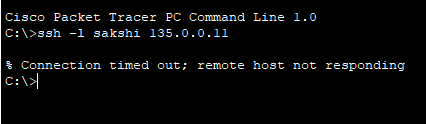 Cisco Packet Tracer PC Command Line 1.0
C:\>ssh -l sakshi 135.0.0.11
% Connection timed out; remote host not responding
C:\>